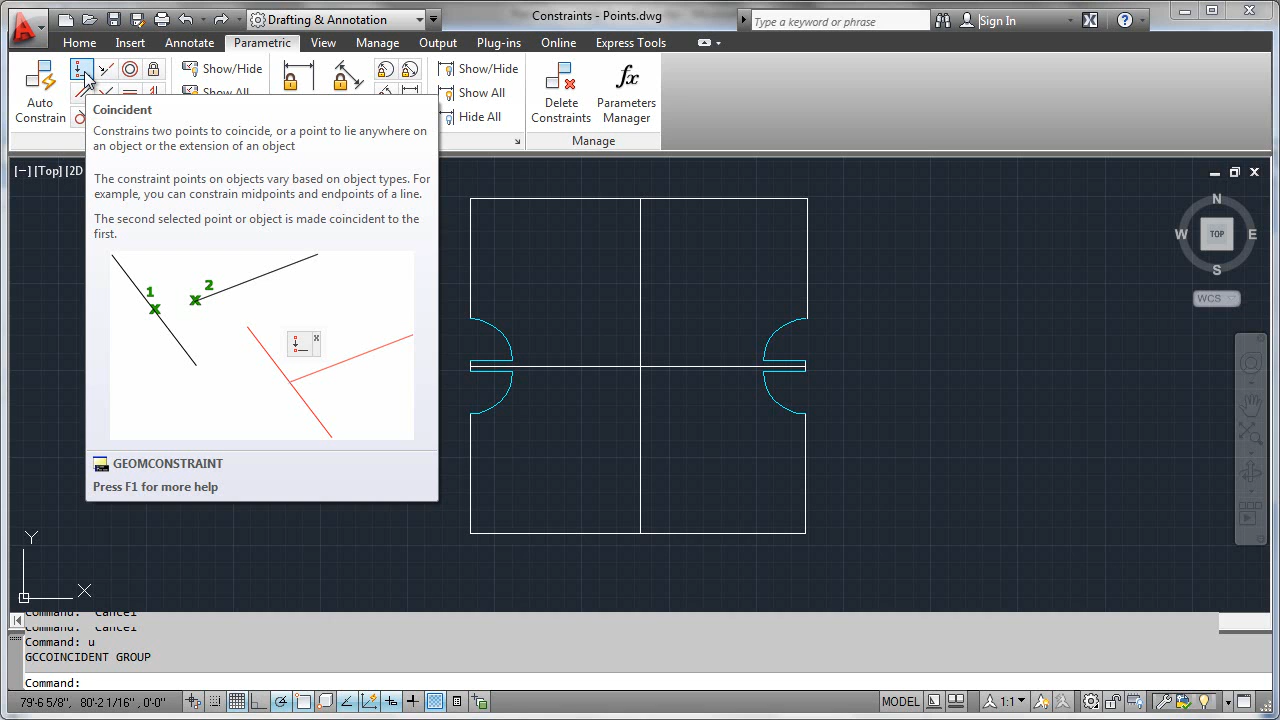 Drafting & Annotation
Constraints - Points.dwg
Type a keyword or phrase
Sign In
Home Insert Annotate Parametric View Manage Output Plug-ins Online Express Tools
Auto
Constrain
Show/Hide
Show All
Show/Hide
Show All
Hide All
Delete
Constraints
fx
Parameters
Manager
Manage
Coincident
Constrains two points to coincide, or a point to lie anywhere on
an object or the extension of an object
The constraint points on objects vary based on object types. For
example, you can constrain midpoints and endpoints of a line.
The second selected point or object is made coincident to the
first.
1
2
x
GEOMCONSTRAINT
Press F1 for more help
[−] [Top] [2D
N
W TOP E
S
WCS
Y
X
Command: *Cancel*
Command: *Cancel*
Command: u
GCCOINCIDENT GROUP
Command:
79'-6 5/8", 80'-2 1/16" , 0'-0"
MODEL
1:1